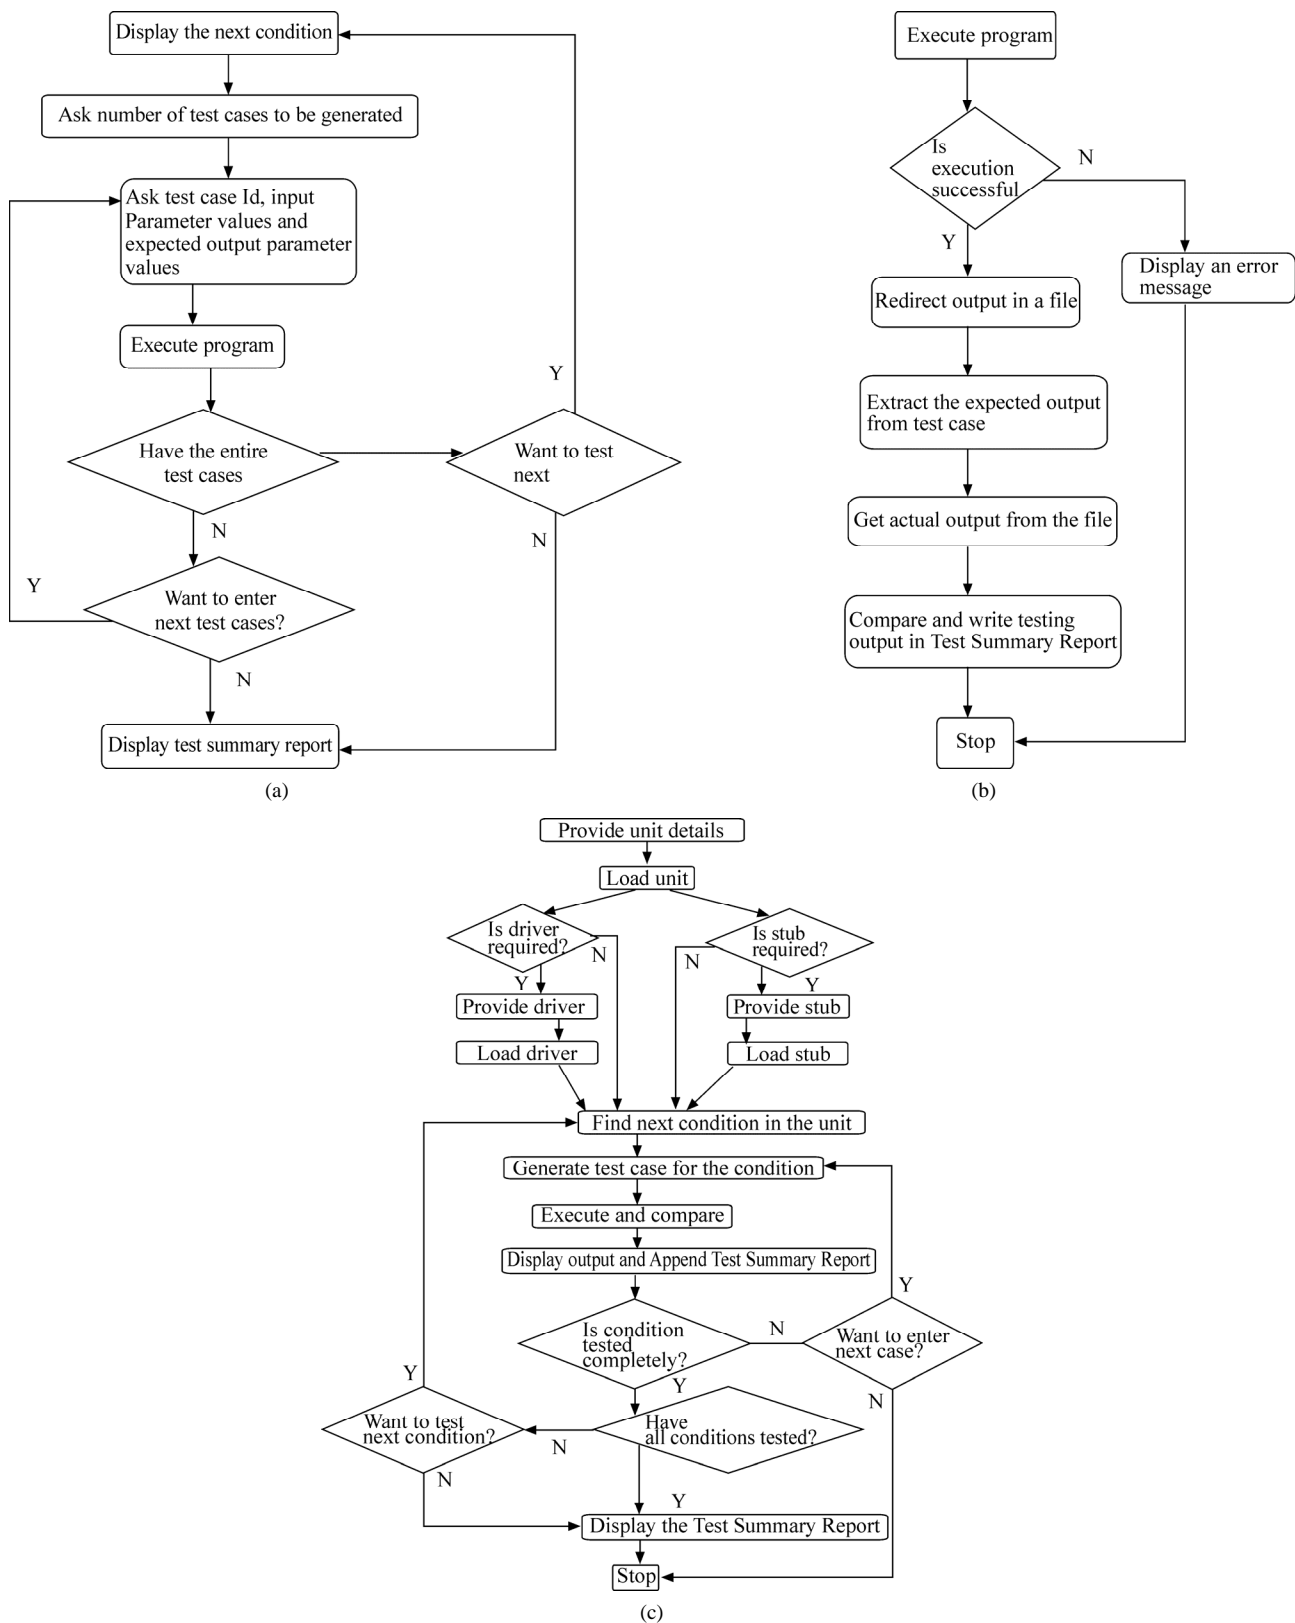 Display the next condition
Ask number of test cases to be generated
Ask test case Id, input
Parameter values and
expected output parameter
values
Execute program
Y
Have the entire
test cases
Want to test
next
N
N
Y
Want to enter
next test cases?
N
Display test summary report
(a)
Execute program
Is
execution
successful
N
Y
Display an error
message
Redirect output in a file
Extract the expected output
from test case
Get actual output from the file
Compare and write testing
output in Test Summary Report
Stop
(b)
Provide unit details
Load unit
Is driver
required?
N
Y
Provide driver
Load driver
Is stub
required?
N
Y
Provide stub
Load stub
Find next condition in the unit
Generate test case for the condition
Execute and compare
Display output and Append Test Summary Report
Y
Is condition
tested
completely?
N
Want to enter
next case?
Y
Y
N
Want to test
next condition?
N
Have
all conditions tested?
N
Y
Display the Test Summary Report
Stop
(c)